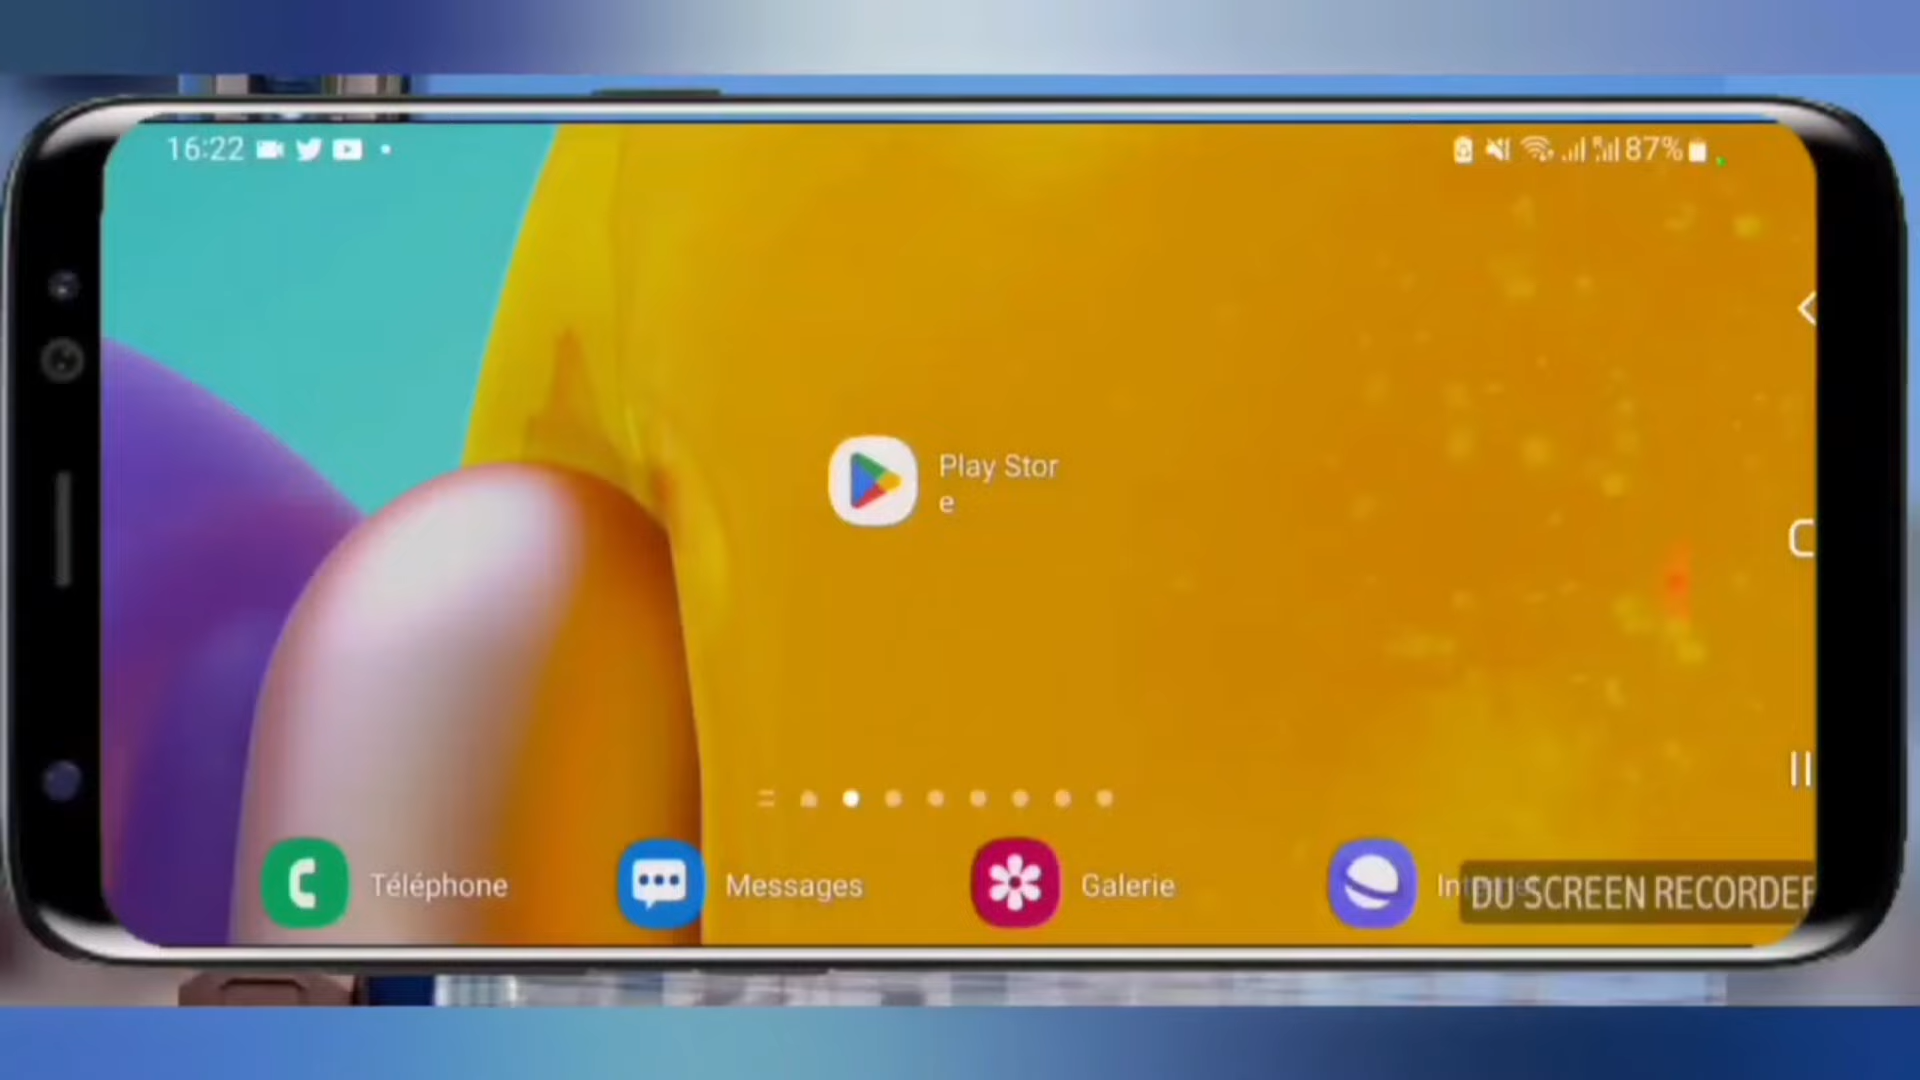 16:22
87%
Play Stor
e
Téléphone
Messages
Galerie
DU SCREEN RECORDER